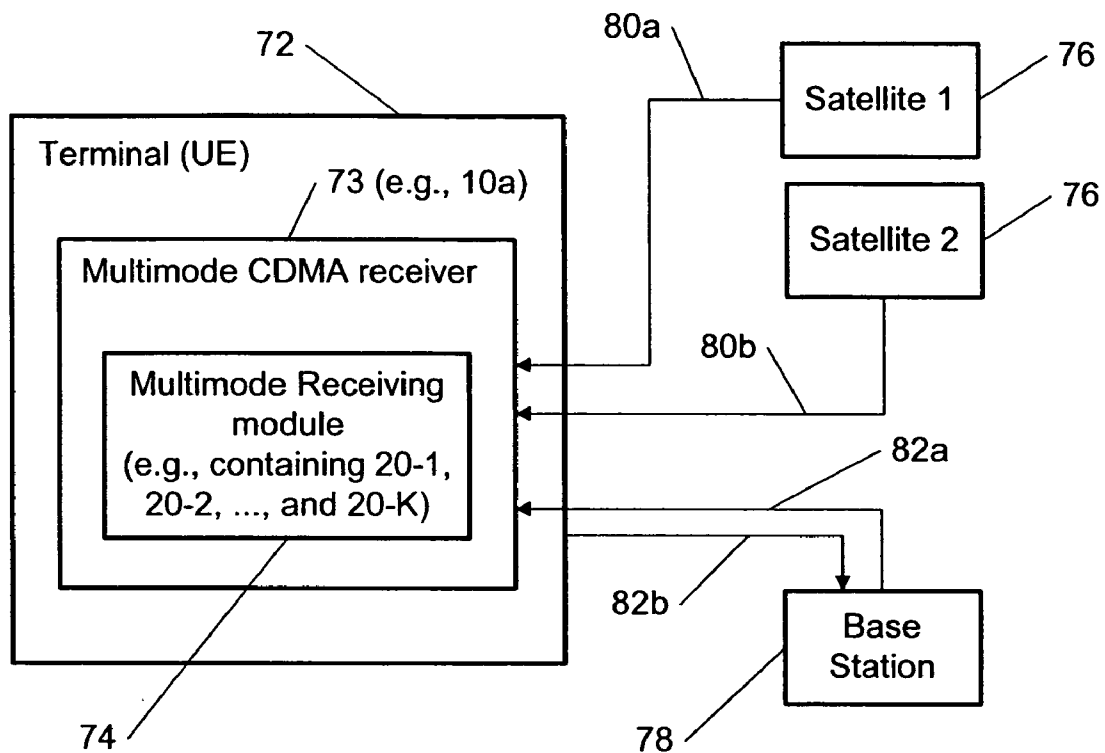 72
80a
76
Satellite 1
Terminal (UE)
73 (e.g., 10a)
76
Satellite 2
Multimode CDMA receiver
80b
Multimode Receiving
module
(e.g., containing 20-1,
20-2, ..., and 20-K)
82a
82b
Base
Station
74
78